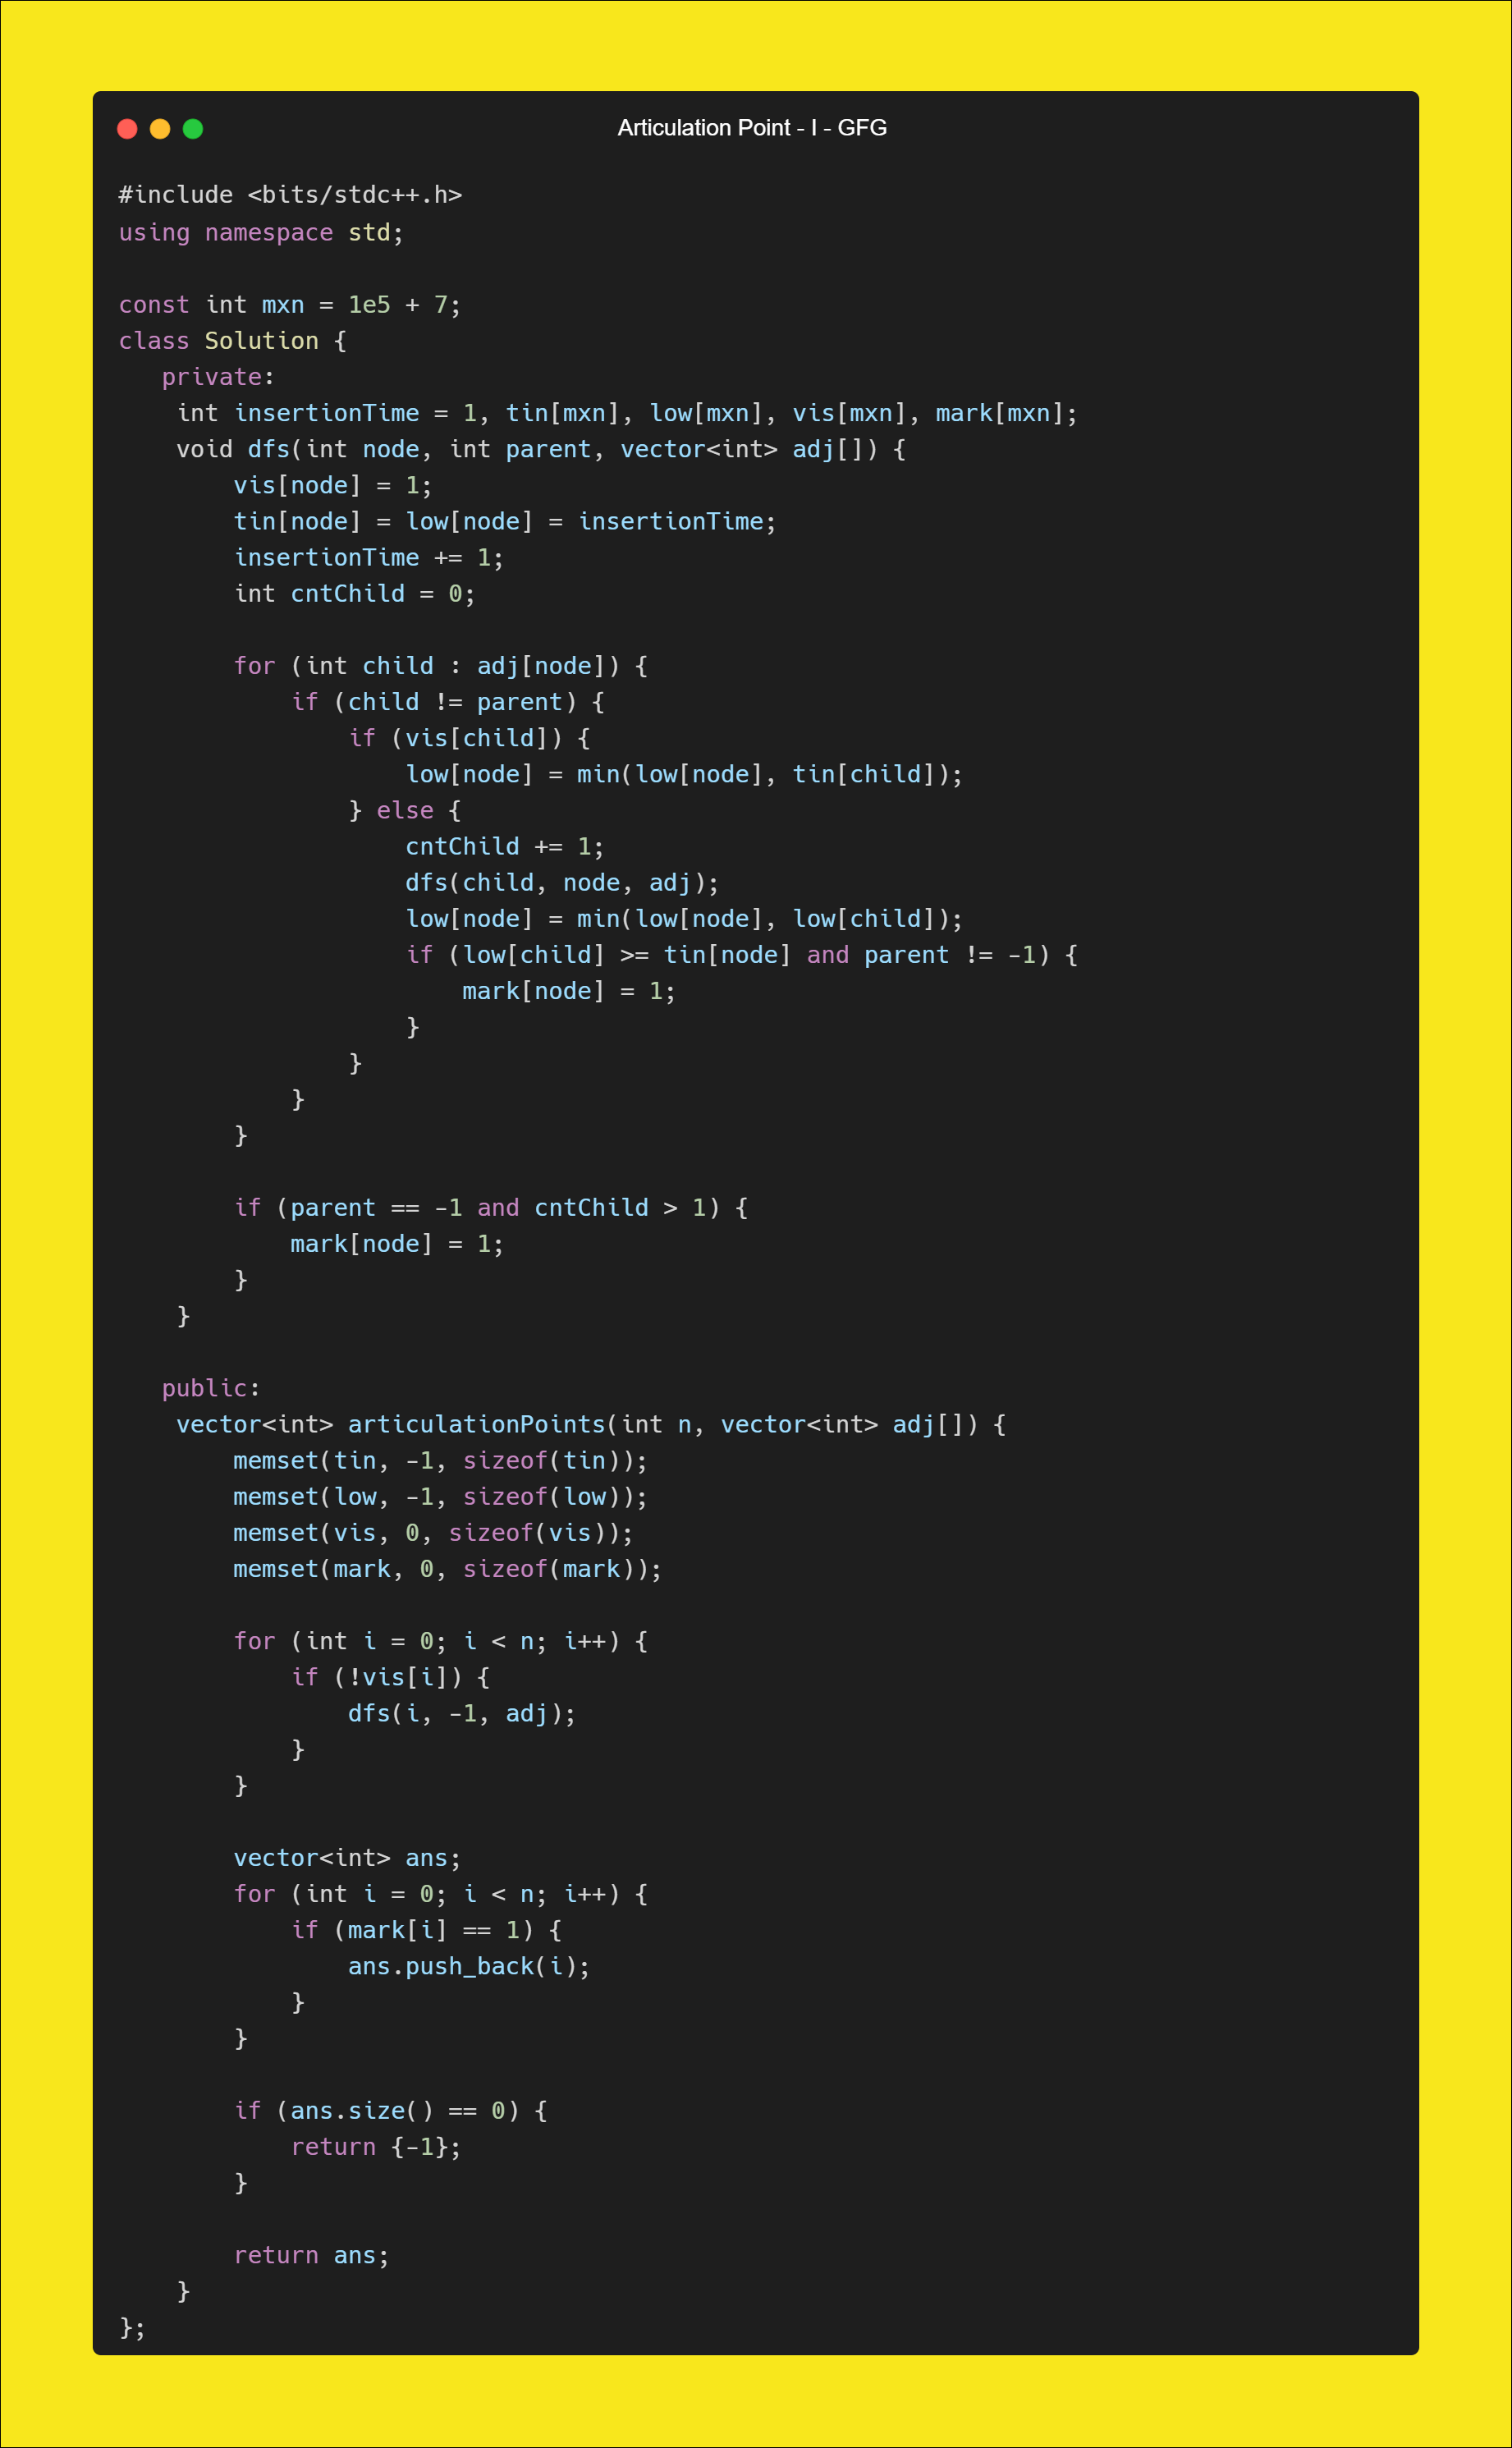 Articulation Point - I - GFG
#include <bits/stdc++.h>
using namespace std;

const int mxn = 1e5 + 7;
class Solution {
   private:
    int insertionTime = 1, tin[mxn], low[mxn], vis[mxn], mark[mxn];
    void dfs(int node, int parent, vector<int> adj[]) {
        vis[node] = 1;
        tin[node] = low[node] = insertionTime;
        insertionTime += 1;
        int cntChild = 0;

        for (int child : adj[node]) {
            if (child != parent) {
                if (vis[child]) {
                    low[node] = min(low[node], tin[child]);
                } else {
                    cntChild += 1;
                    dfs(child, node, adj);
                    low[node] = min(low[node], low[child]);
                    if (low[child] >= tin[node] and parent != -1) {
                        mark[node] = 1;
                    }
                }
            }
        }

        if (parent == -1 and cntChild > 1) {
            mark[node] = 1;
        }
    }

   public:
    vector<int> articulationPoints(int n, vector<int> adj[]) {
        memset(tin, -1, sizeof(tin));
        memset(low, -1, sizeof(low));
        memset(vis, 0, sizeof(vis));
        memset(mark, 0, sizeof(mark));

        for (int i = 0; i < n; i++) {
            if (!vis[i]) {
                dfs(i, -1, adj);
            }
        }

        vector<int> ans;
        for (int i = 0; i < n; i++) {
            if (mark[i] == 1) {
                ans.push_back(i);
            }
        }

        if (ans.size() == 0) {
            return {-1};
        }

        return ans;
    }
};